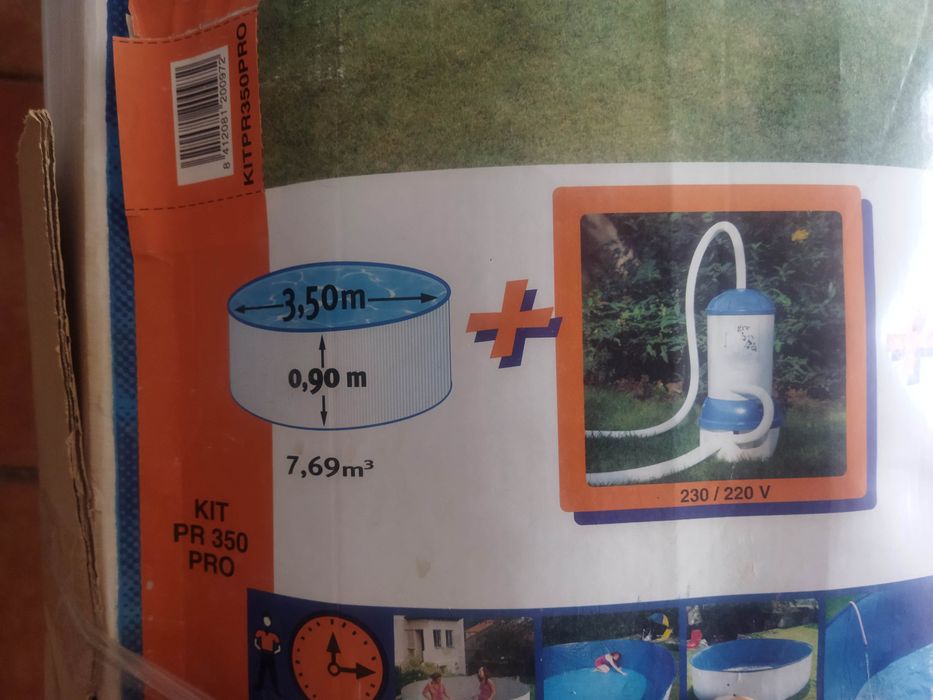 8 412081 200972
KITPR350PRO
3,50m
0,90 m
7,69m³
230 / 220 V
KIT
PR 350
PRO